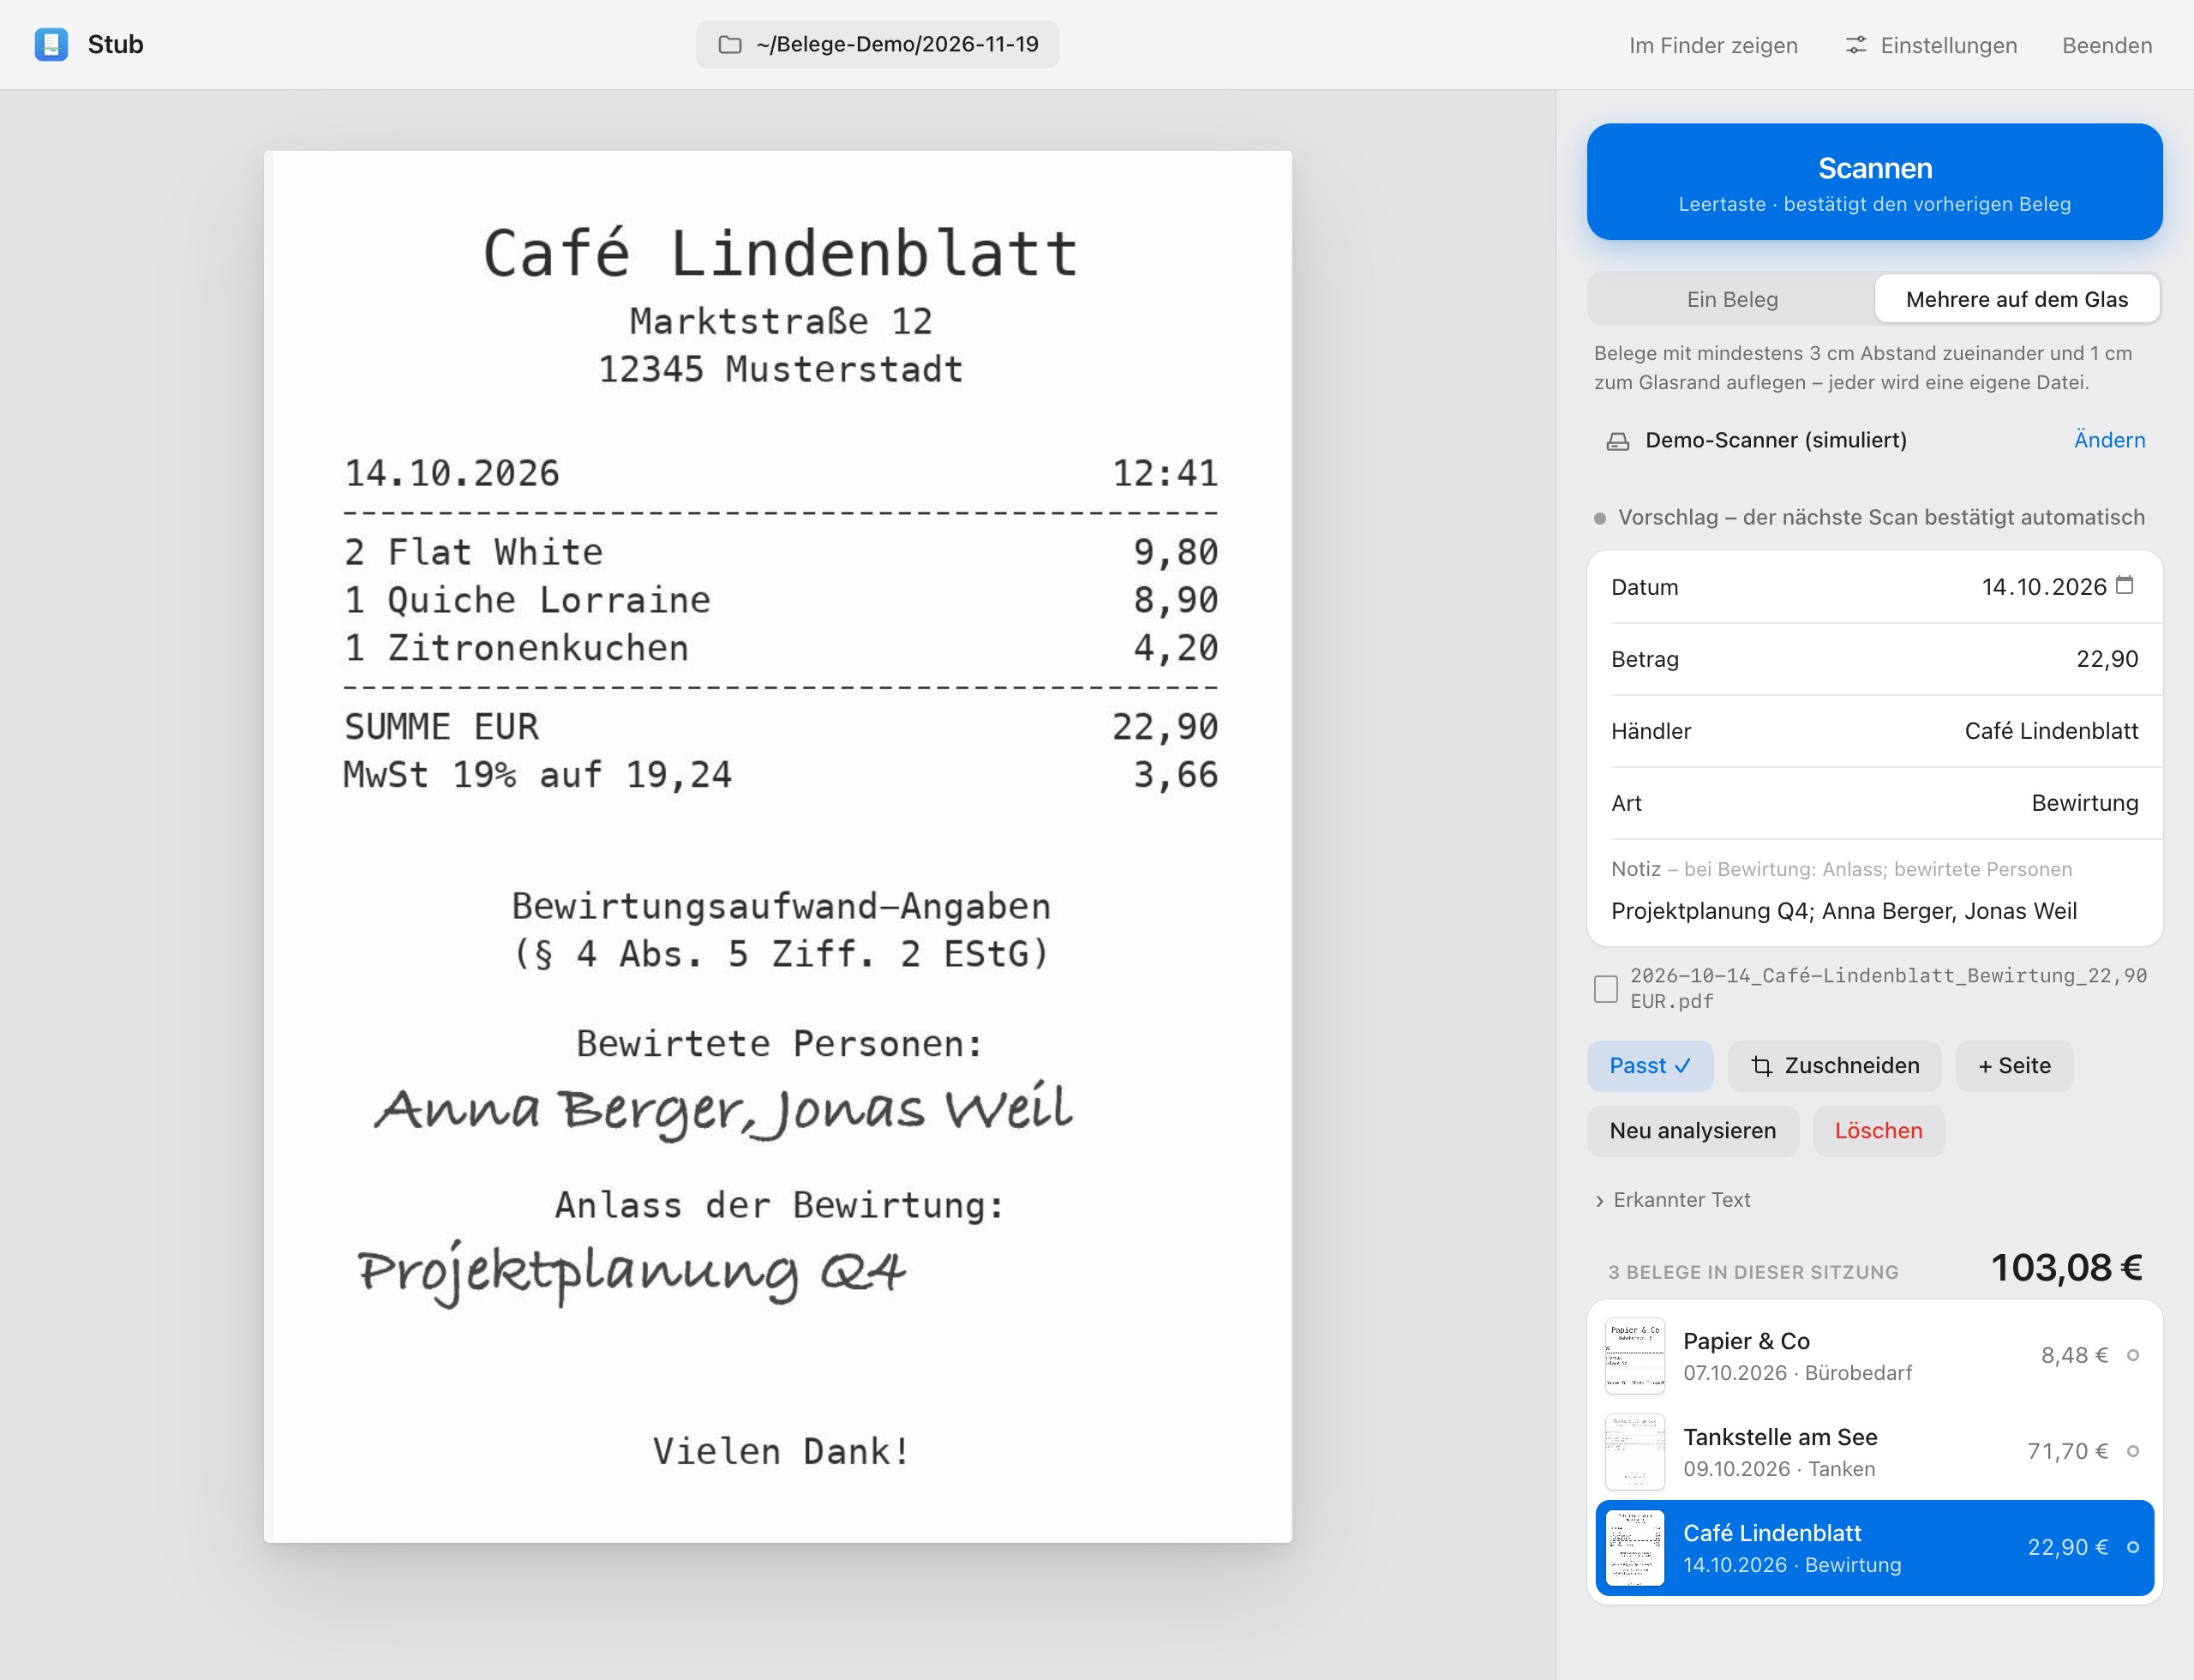 Stub
~/Belege-Demo/2026-11-19
Im Finder zeigen
Einstellungen
Beenden
Café Lindenblatt
Marktstraße 12
12345 Musterstadt
14.10.2026 12:41
2 Flat White 9,80
1 Quiche Lorraine 8,90
1 Zitronenkuchen 4,20
SUMME EUR 22,90
MwSt 19% auf 19,24 3,66
Bewirtungsaufwand-Angaben
(§ 4 Abs. 5 Ziff. 2 EStG)
Bewirtete Personen:
Anna Berger, Jonas Weil
Anlass der Bewirtung:
Projektplanung Q4
Vielen Dank!
Scannen
Leertaste · bestätigt den vorherigen Beleg
Ein Beleg
Mehrere auf dem Glas
Belege mit mindestens 3 cm Abstand zueinander und 1 cm
zum Glasrand auflegen – jeder wird eine eigene Datei.
Demo-Scanner (simuliert) Ändern
Vorschlag – der nächste Scan bestätigt automatisch
Datum 14.10.2026
Betrag 22,90
Händler Café Lindenblatt
Art Bewirtung
Notiz – bei Bewirtung: Anlass; bewirtete Personen
Projektplanung Q4; Anna Berger, Jonas Weil
2026-10-14_Café-Lindenblatt_Bewirtung_22,90
EUR.pdf
Passt ✓
Zuschneiden
+ Seite
Neu analysieren
Löschen
› Erkannter Text
3 BELEGE IN DIESER SITZUNG 103,08 €
Papier & Co
Papier & Co 8,48 €
07.10.2026 · Bürobedarf
Tankstelle am See 71,70 €
09.10.2026 · Tanken
Café Lindenblatt 22,90 €
14.10.2026 · Bewirtung